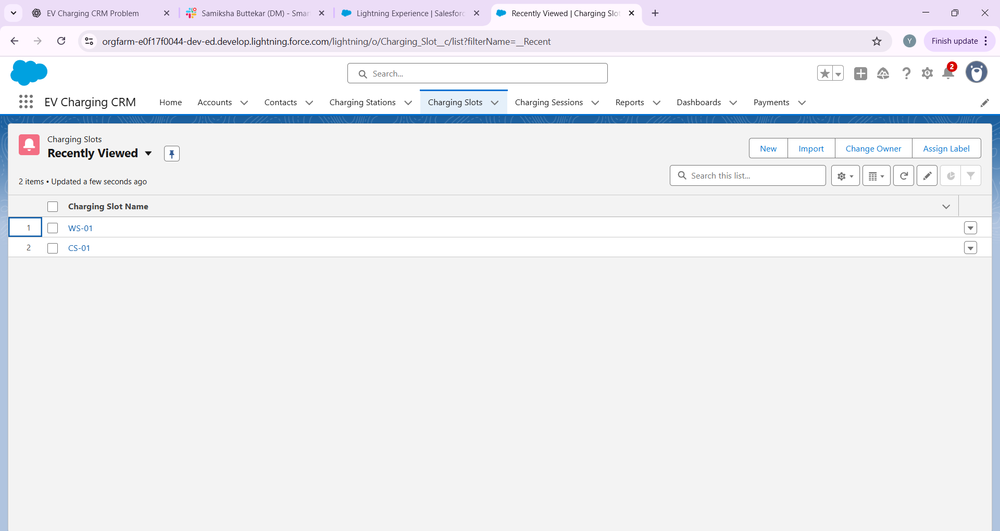 EV Charging CRM Problem
Samiksha Buttekar (DM) - Smar
Lightning Experience | Salesforc
Recently Viewed | Charging Slot
orgfarm-e0f17f0044-dev-ed.develop.lightning.force.com/lightning/o/Charging_Slot__c/list?filterName=__Recent
Y
Finish update
Search...
2
EV Charging CRM
Home
Accounts
Contacts
Charging Stations
Charging Slots
Charging Sessions
Reports
Dashboards
Payments
Charging Slots
Recently Viewed
New
Import
Change Owner
Assign Label
2 items • Updated a few seconds ago
Search this list...
Charging Slot Name
1
WS-01
2
CS-01